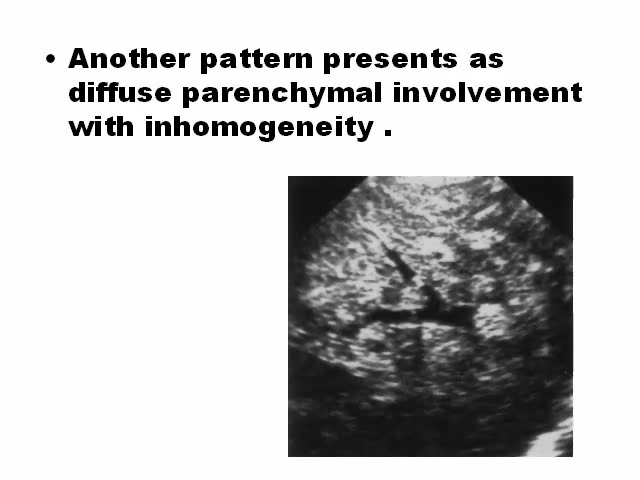 • Another pattern presents as
diffuse parenchymal involvement
with inhomogeneity .